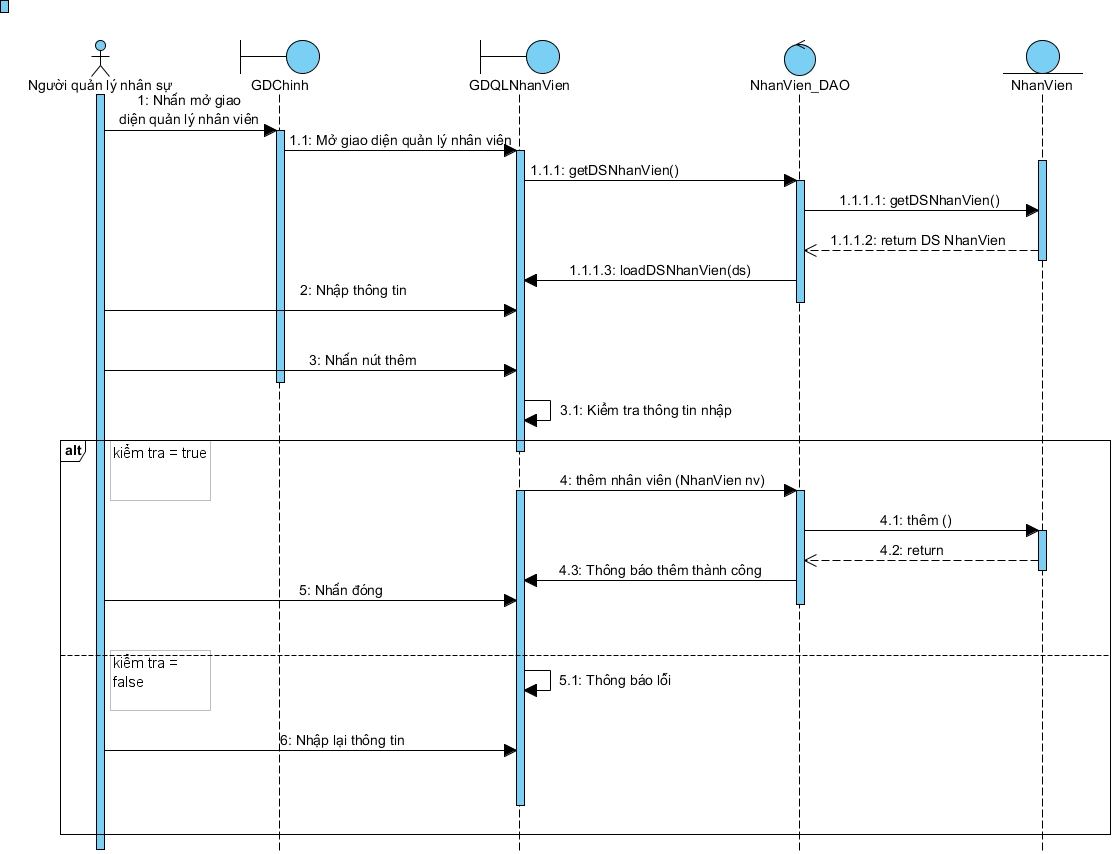 Người quản lý nhân sự
GDChinh
GDQLNhanVien
NhanVien_DAO
NhanVien
1: Nhấn mở giao
diện quản lý nhân viên
1.1: Mở giao diện quản lý nhân viên
1.1.1: getDSNhanVien()
1.1.1.1: getDSNhanVien()
1.1.1.2: return DS NhanVien
1.1.1.3: loadDSNhanVien(ds)
2: Nhập thông tin
3: Nhấn nút thêm
3.1: Kiểm tra thông tin nhập
alt
kiểm tra = true
4: thêm nhân viên (NhanVien nv)
4.1: thêm ()
4.2: return
4.3: Thông báo thêm thành công
5: Nhấn đóng
kiểm tra =
false
5.1: Thông báo lỗi
6: Nhập lại thông tin